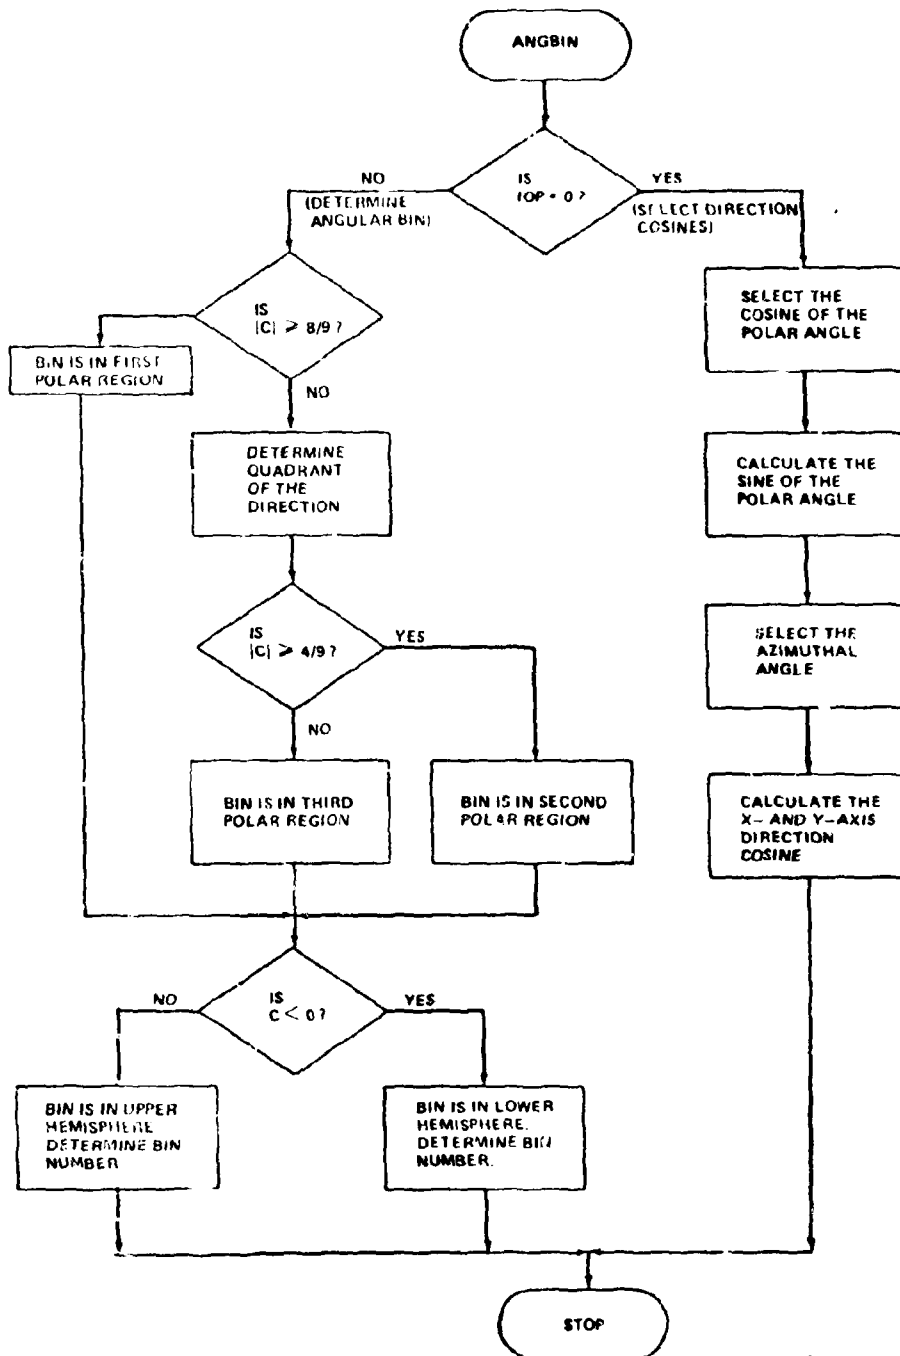 ANGBIN
IS
IOP = 0 ?
NO
(DETERMINE
ANGULAR BIN)
YES
(SELECT DIRECTION
COSINES)
IS
|C| ⩾ 8/9 ?
BIN IS IN FIRST
POLAR REGION
NO
DETERMINE
QUADRANT
OF THE
DIRECTION
IS
|C| ⩾ 4/9 ?
YES
NO
BIN IS IN THIRD
POLAR REGION
BIN IS IN SECOND
POLAR REGION
IS
C < 0 ?
NO
YES
BIN IS IN UPPER
HEMISPHERE
DETERMINE BIN
NUMBER
BIN IS IN LOWER
HEMISPHERE.
DETERMINE BIN
NUMBER.
SELECT THE
COSINE OF THE
POLAR ANGLE
CALCULATE THE
SINE OF THE
POLAR ANGLE
SELECT THE
AZIMUTHAL
ANGLE
CALCULATE THE
X- AND Y-AXIS
DIRECTION
COSINE
STOP